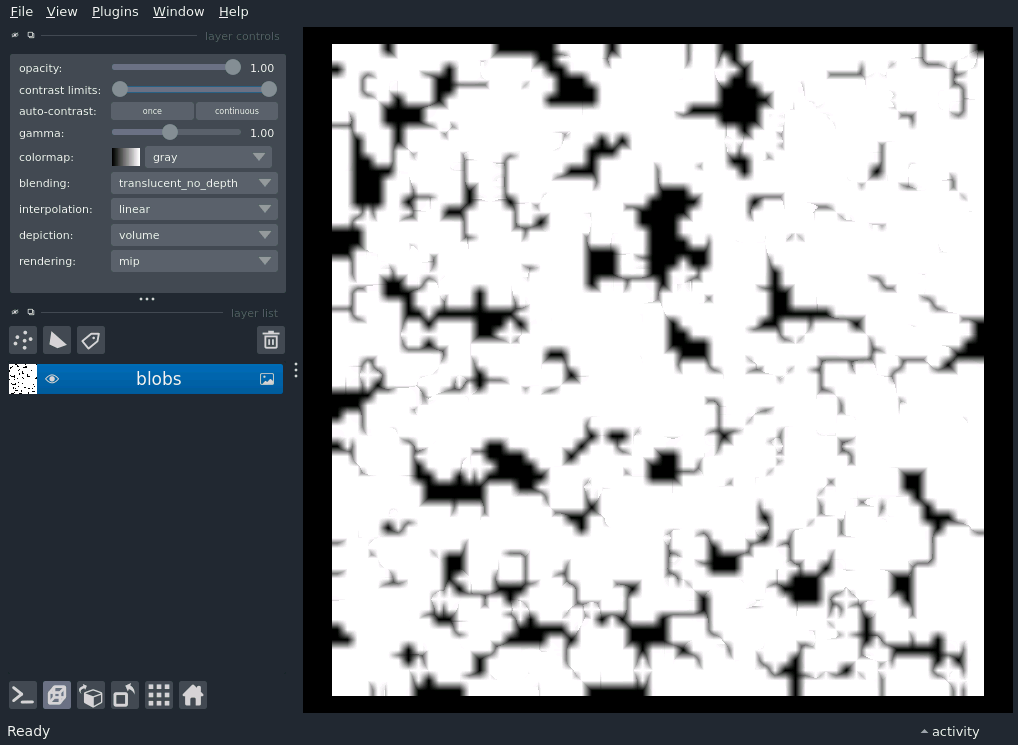 File View Plugins Window Help
layer controls
opacity: 1.00
contrast limits:
auto-contrast: once continuous
gamma: 1.00
colormap: gray
blending: translucent_no_depth
interpolation: linear
depiction: volume
rendering: mip
layer list
blobs
Ready
activity